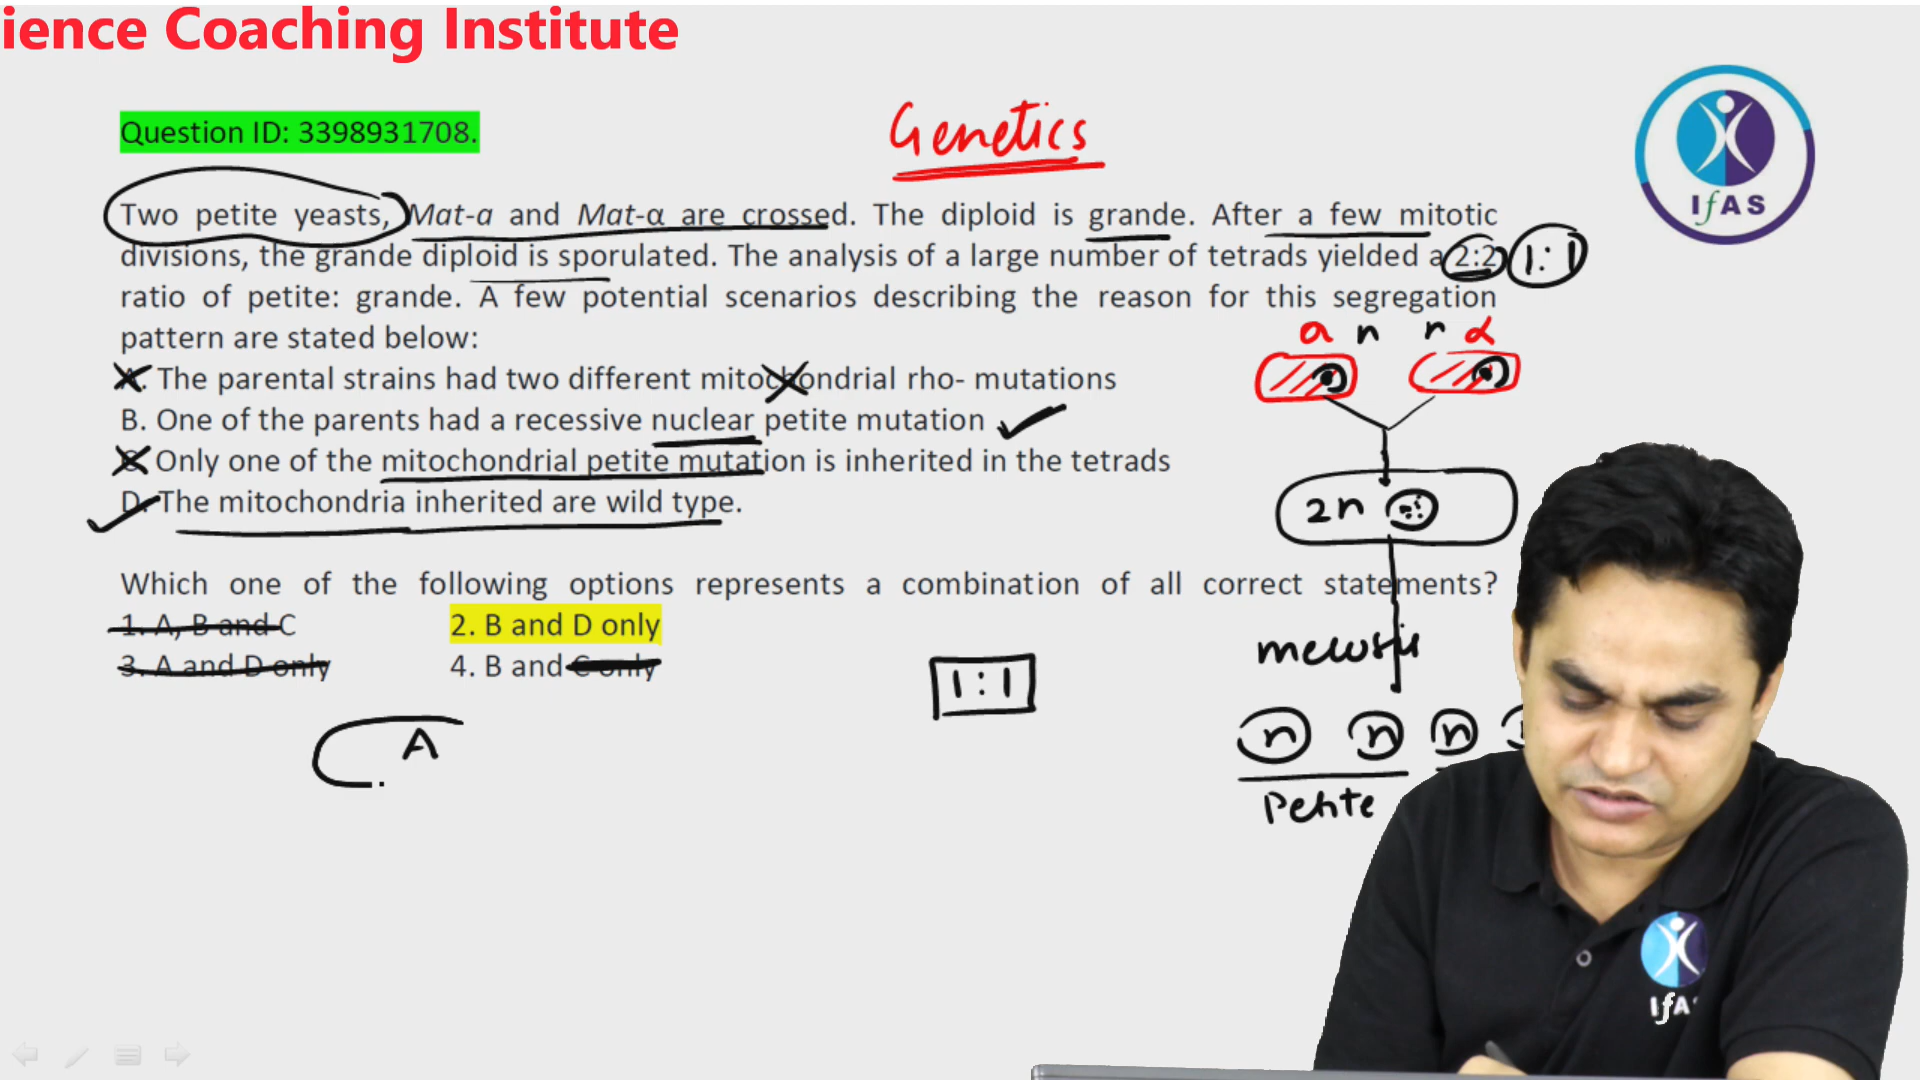 ience Coaching Institute
Question ID: 3398931708.
Genetics
IfAS
Two petite yeasts, Mat-a and Mat-α are crossed. The diploid is grande. After a few mitotic
divisions, the grande diploid is sporulated. The analysis of a large number of tetrads yielded a 2:2 1:1
ratio of petite: grande. A few potential scenarios describing the reason for this segregation
pattern are stated below:
a n n α
A. The parental strains had two different mitochondrial rho- mutations
B. One of the parents had a recessive nuclear petite mutation
C. Only one of the mitochondrial petite mutation is inherited in the tetrads
D. The mitochondria inherited are wild type.
2n
Which one of the following options represents a combination of all correct statements?
1. A, B and C 2. B and D only
3. A and D only 4. B and C only
meiosis
1:1
n n n
A
Petite
IfA